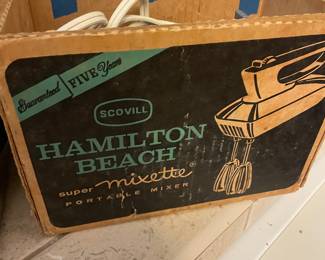 Guaranteed FIVE Years
SCOVILL
HAMILTON
BEACH
super mixette
PORTABLE MIXER